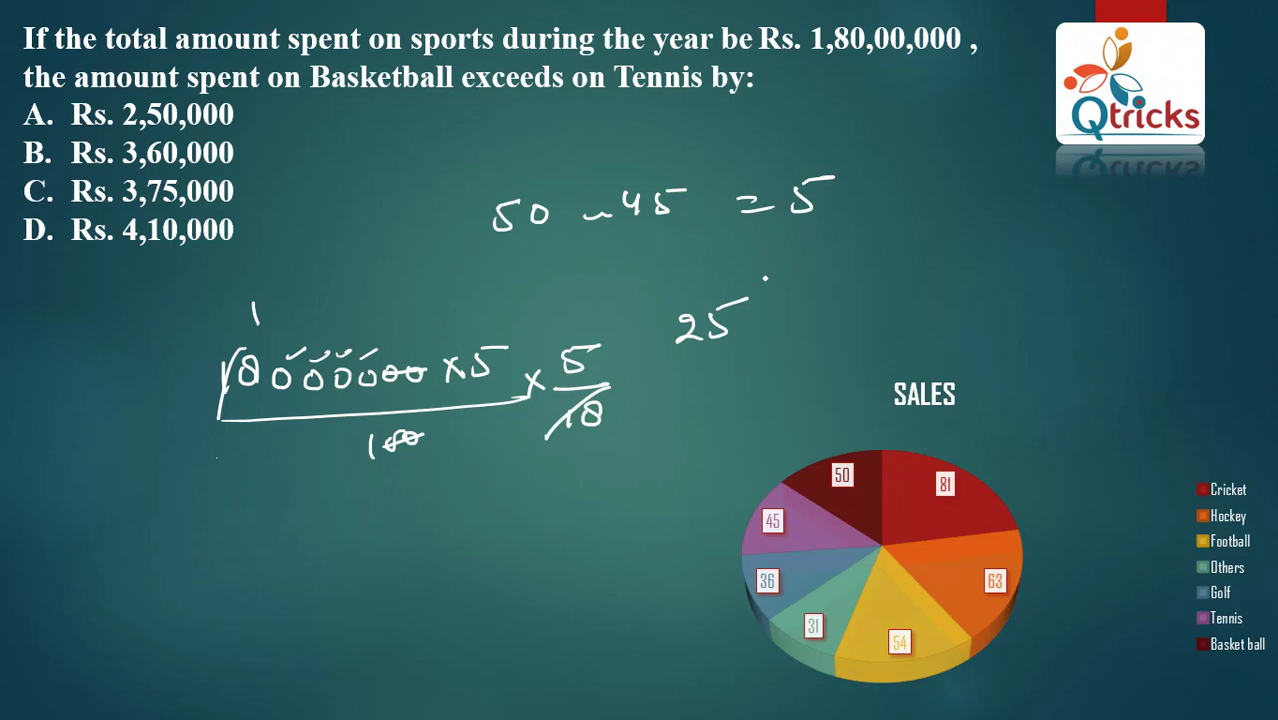 If the total amount spent on sports during the year be Rs. 1,80,00,000 ,
the amount spent on Basketball exceeds on Tennis by:
A. Rs. 2,50,000
B. Rs. 3,60,000
C. Rs. 3,75,000
D. Rs. 4,10,000
Qtricks
50 - 45 = 5
1
18000000 x 5 x 5
100 18
25
SALES
50
81
45
36
63
31
54
Cricket
Hockey
Football
Others
Golf
Tennis
Basket ball